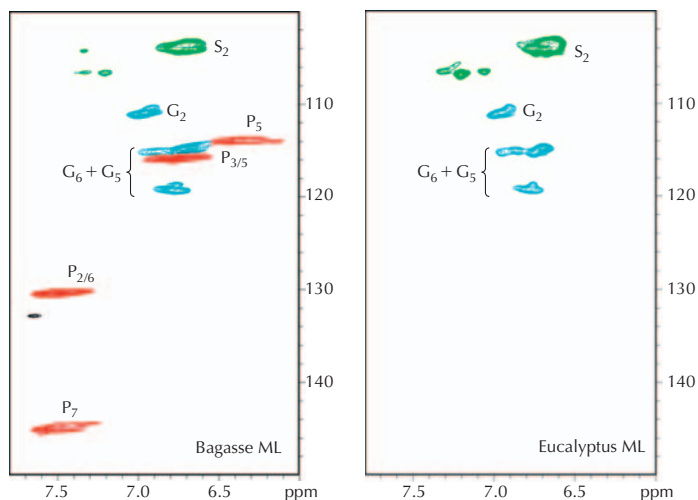 S₂
G₂
P₅
P₃/₅
G₆ + G₅
P₂/₆
P₇
Bagasse ML
110
120
130
140
7.5 7.0 6.5 ppm
S₂
G₂
G₆ + G₅
Eucalyptus ML
110
120
130
140
7.5 7.0 6.5 ppm